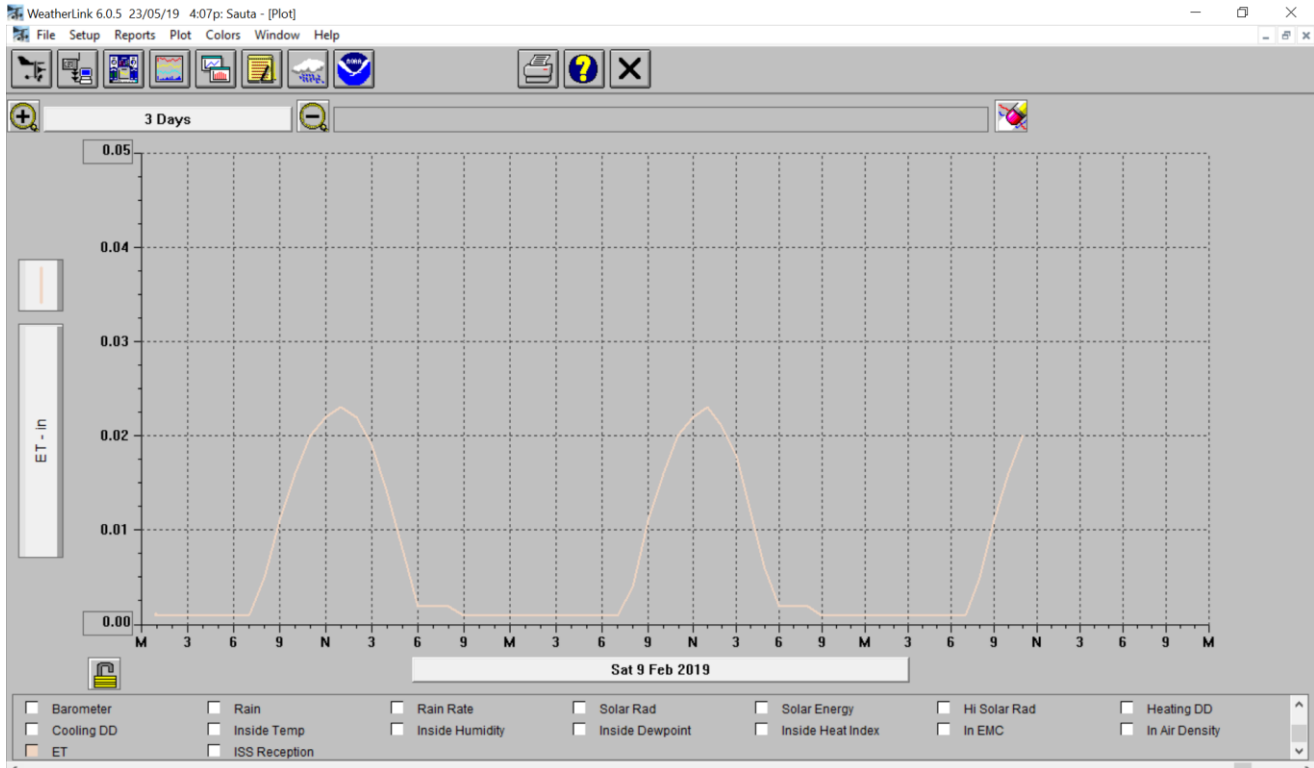 WeatherLink 6.0.5 23/05/19 4:07p: Sauta - [Plot]
File Setup Reports Plot Colors Window Help
3 Days
0.05
0.04
0.03
0.02
0.01
0.00
ET - in
M 3 6 9 N 3 6 9 M 3 6 9 N 3 6 9 M 3 6 9 N 3 6 9 M
Sat 9 Feb 2019
Barometer Rain Rain Rate Solar Rad Solar Energy Hi Solar Rad Heating DD
Cooling DD Inside Temp Inside Humidity Inside Dewpoint Inside Heat Index In EMC In Air Density
ET ISS Reception